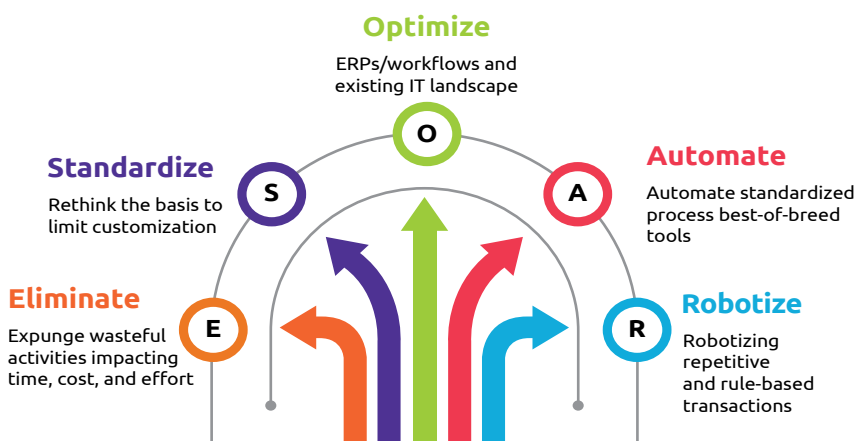 Optimize
ERPs/workflows and
existing IT landscape
O
Standardize
Rethink the basis to
limit customization
S
Automate
Automate standardized
process best-of-breed
tools
A
Eliminate
Expunge wasteful
activities impacting
time, cost, and effort
E
Robotize
Robotizing
repetitive
and rule-based
transactions
R